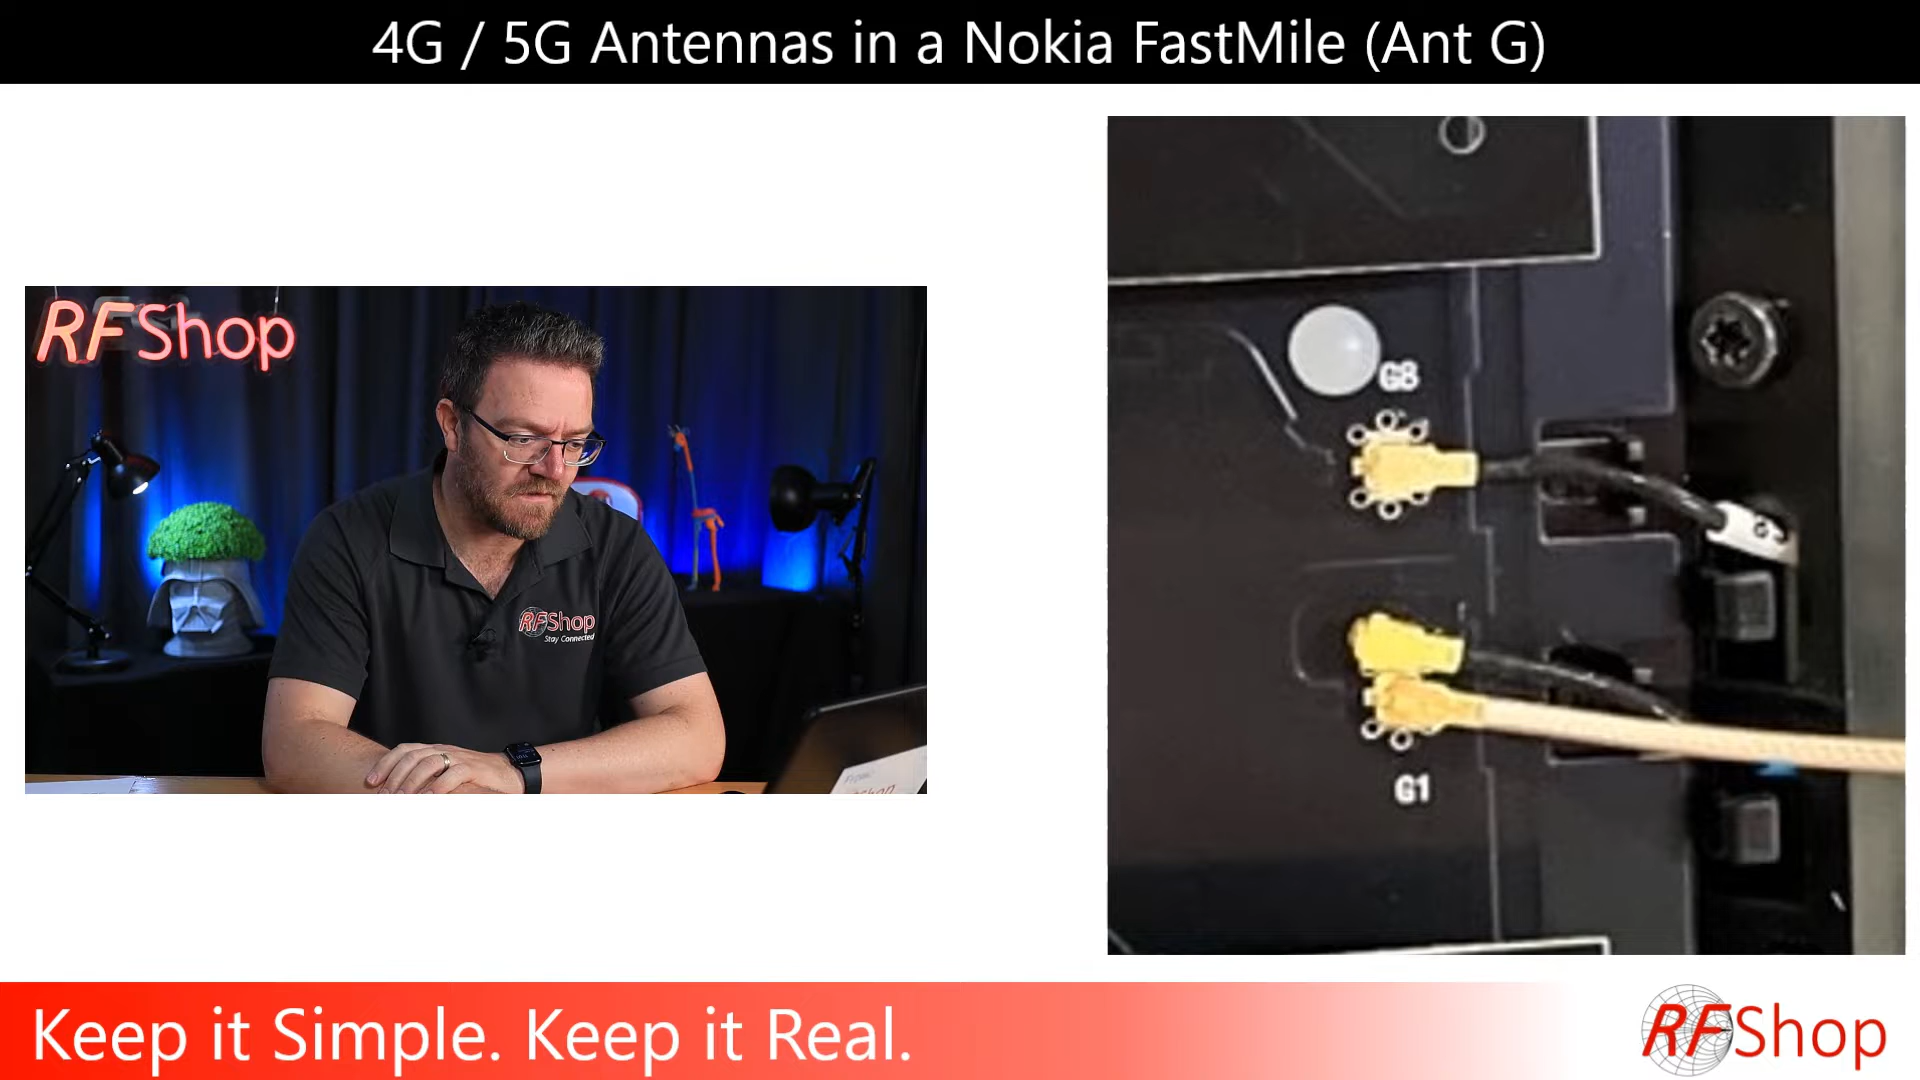 4G / 5G Antennas in a Nokia FastMile (Ant G)
RFShop
RFShop
Stay Connected
G8
G1
Keep it Simple. Keep it Real.
RFShop